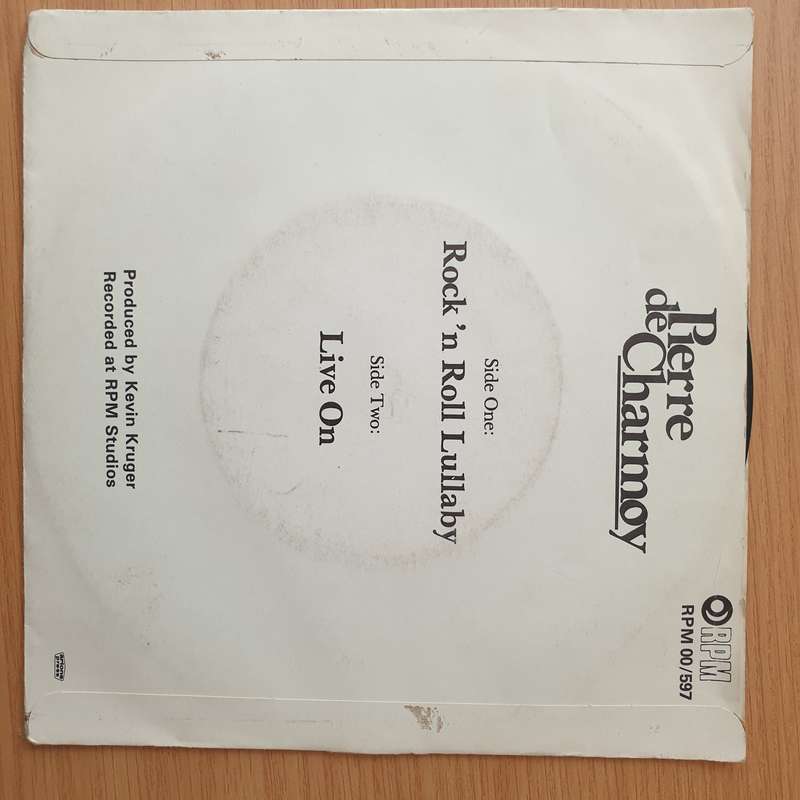 Pierre
de Charmoy
RPM
RPM 00/597
Side One:
Rock 'n Roll Lullaby
Side Two:
Live On
Produced by Kevin Kruger
Recorded at RPM Studios